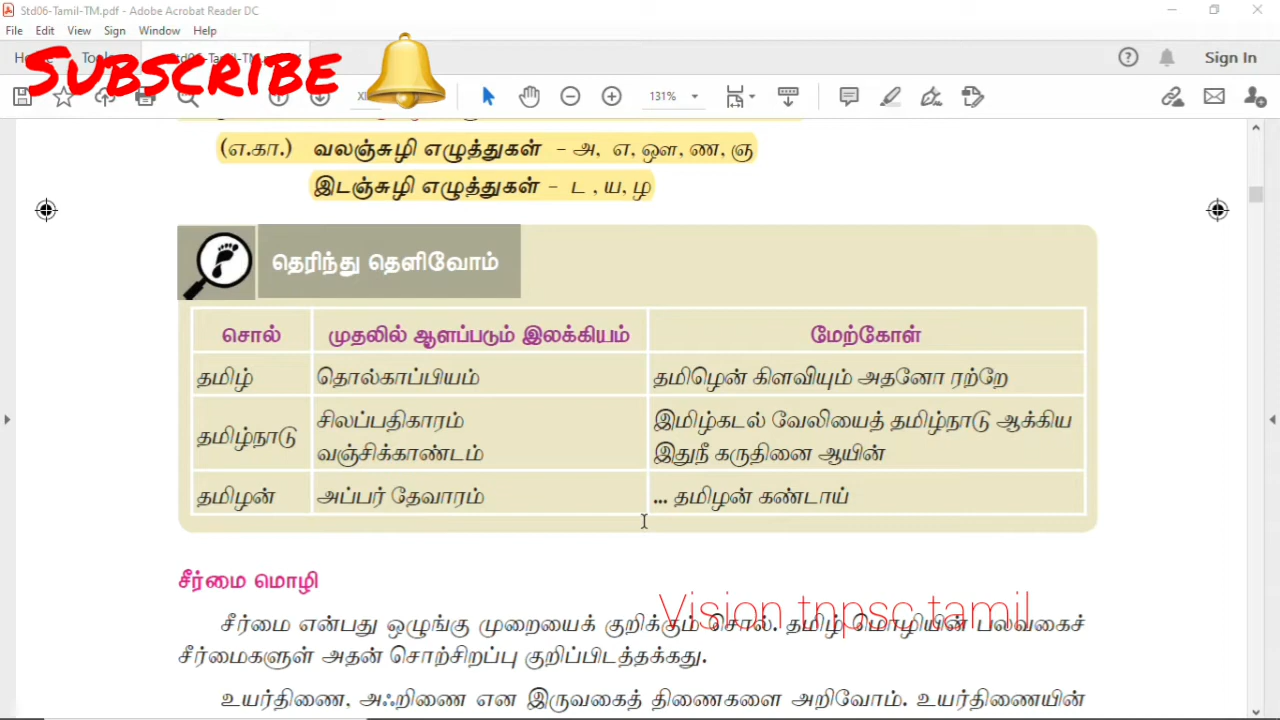 Std06-Tamil-TM.pdf - Adobe Acrobat Reader DC
File Edit View Sign Window Help
Sign In
SUBSCRIBE
131%
(எ.கா.) வலஞ்சுழி எழுத்துகள் – அ, எ, ஔ, ண, ஞ
இடஞ்சுழி எழுத்துகள் – ட , ய, ழ
தெரிந்து தெளிவோம்
சொல் முதலில் ஆளப்படும் இலக்கியம் மேற்கோள்
தமிழ் தொல்காப்பியம் தமிழென் கிளவியும் அதனோ ரற்றே
தமிழ்நாடு சிலப்பதிகாரம் இமிழ்கடல் வேலியைத் தமிழ்நாடு ஆக்கிய
வஞ்சிக்காண்டம் இதுநீ கருதினை ஆயின்
தமிழன் அப்பர் தேவாரம் ... தமிழன் கண்டாய்
சீர்மை மொழி
Vision tnpsc tamil
சீர்மை என்பது ஒழுங்கு முறையைக் குறிக்கும் சொல். தமிழ் மொழியின் பலவகைச்
சீர்மைகளுள் அதன் சொற்சிறப்பு குறிப்பிடத்தக்கது.
உயர்திணை, அஃறிணை என இருவகைத் திணைகளை அறிவோம். உயர்திணையின்